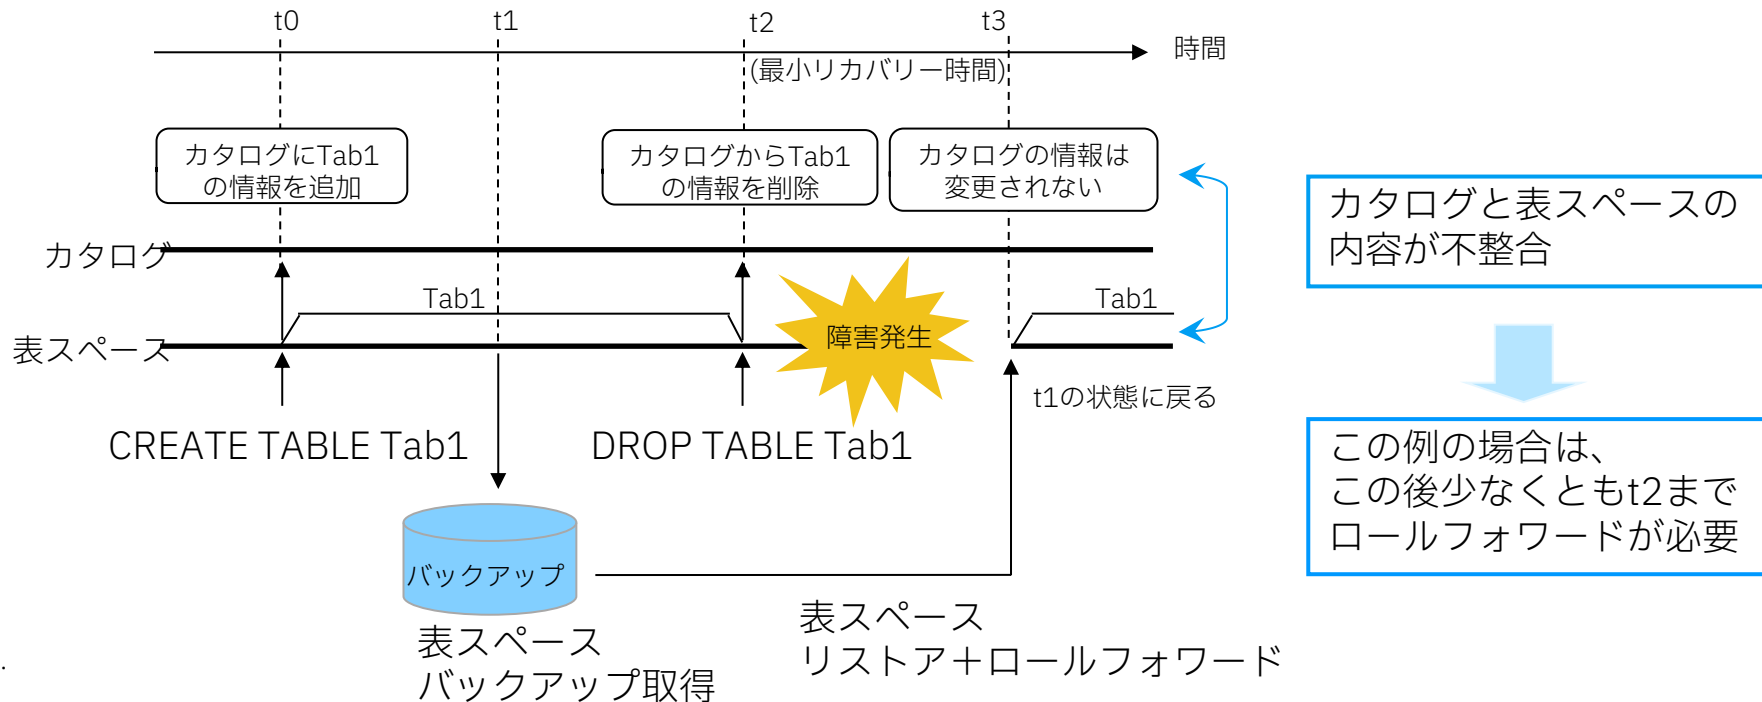 t0
t1
t2
t3
時間
(最小リカバリー時間)
カタログにTab1
の情報を追加
カタログからTab1
の情報を削除
カタログの情報は
変更されない
カタログと表スペースの
内容が不整合
カタログ
Tab1
Tab1
障害発生
表スペース
t1の状態に戻る
CREATE TABLE Tab1
DROP TABLE Tab1
この例の場合は、
この後少なくともt2まで
ロールフォワードが必要
バックアップ
表スペース
バックアップ取得
表スペース
リストア＋ロールフォワード
.